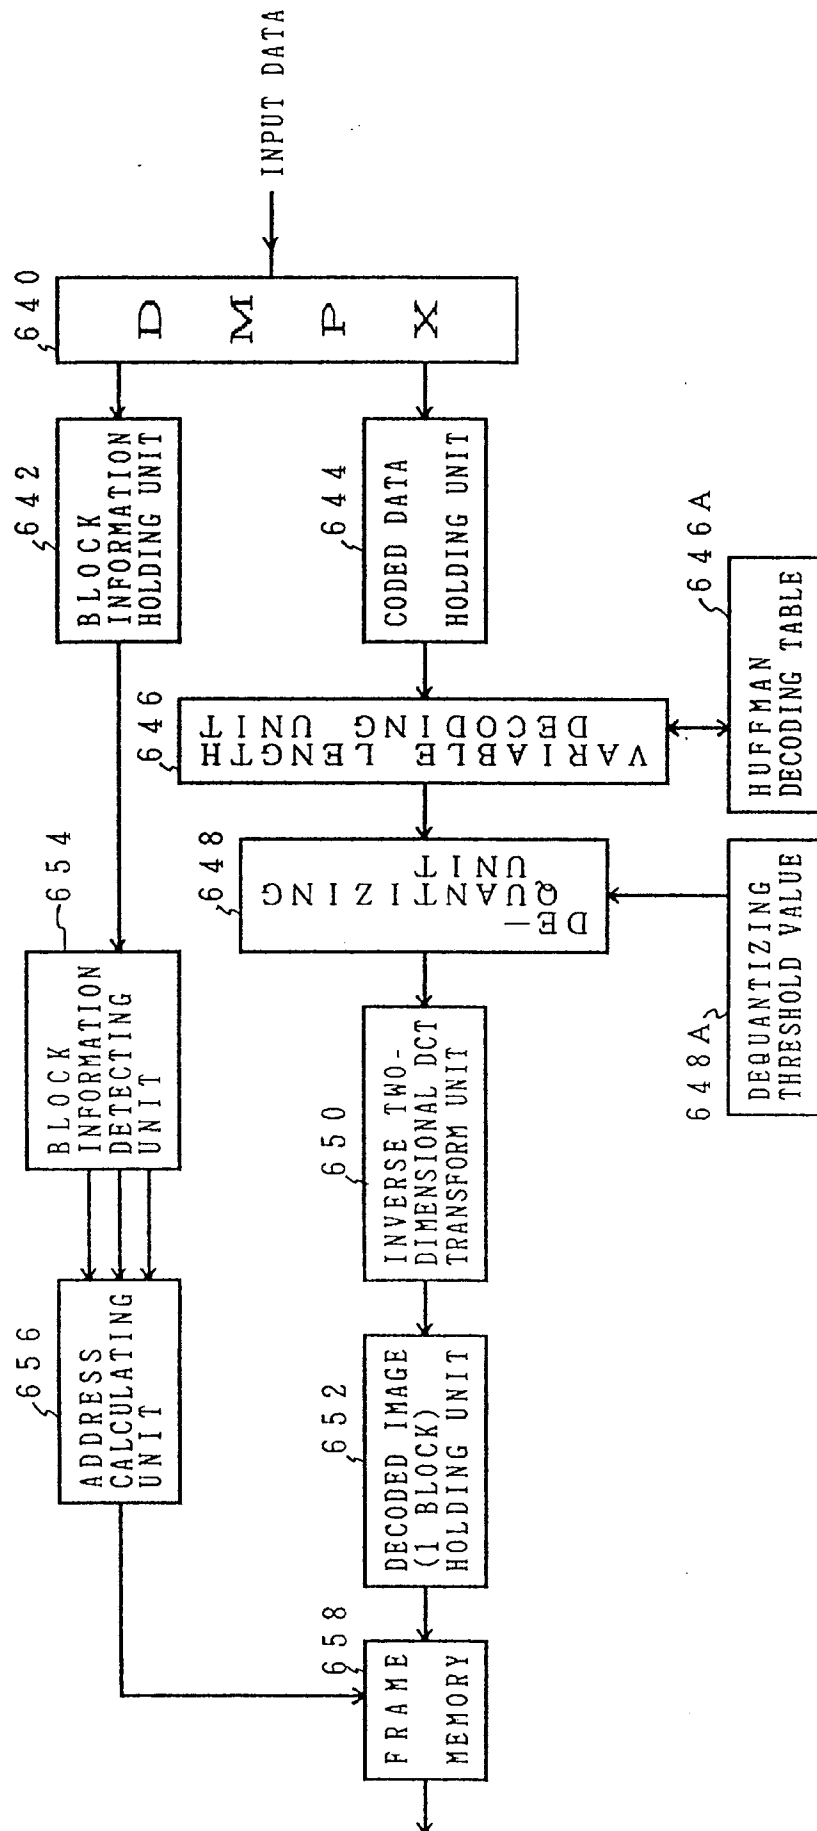 INPUT DATA
640
DMPX
642
BLOCK
INFORMATION
HOLDING UNIT
644
CODED DATA
HOLDING UNIT
646
VARIABLE LENGTH
DECODING UNIT
646A
HUFFMAN
DECODING TABLE
648
DE-
QUANTIZING
UNIT
648A
DEQUANTIZING
THRESHOLD VALUE
654
BLOCK
INFORMATION
DETECTING
UNIT
650
INVERSE TWO-
DIMENSIONAL DCT
TRANSFORM UNIT
656
ADDRESS
CALCULATING
UNIT
652
DECODED IMAGE
(1 BLOCK)
HOLDING UNIT
658
FRAME
MEMORY